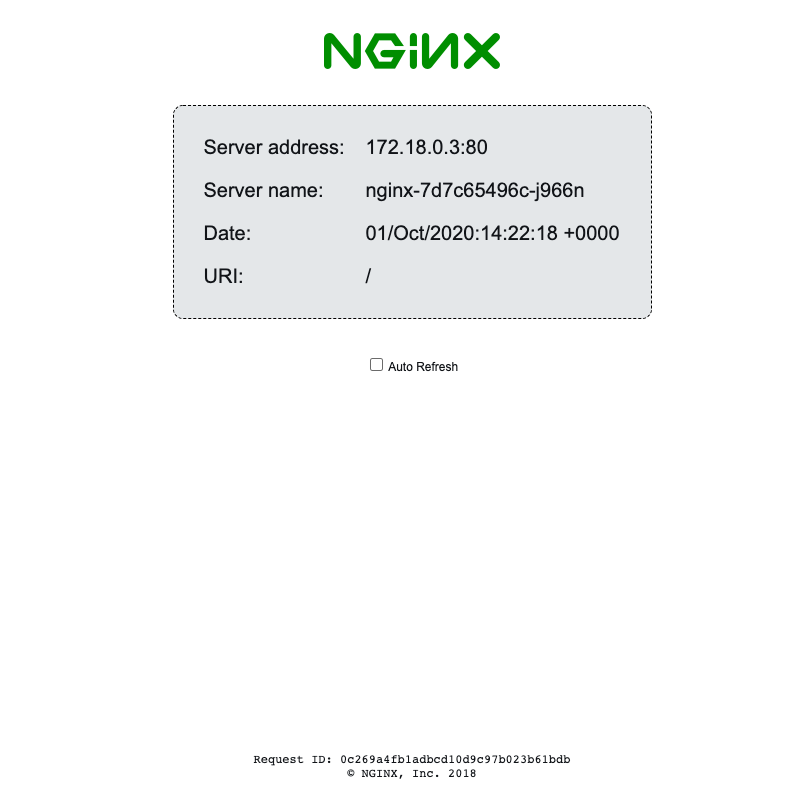 NGINX
Server address: 172.18.0.3:80
Server name: nginx-7d7c65496c-j966n
Date: 01/Oct/2020:14:22:18 +0000
URI: /
Auto Refresh
Request ID: 0c269a4fb1adbcd10d9c97b023b61bdb
© NGINX, Inc. 2018